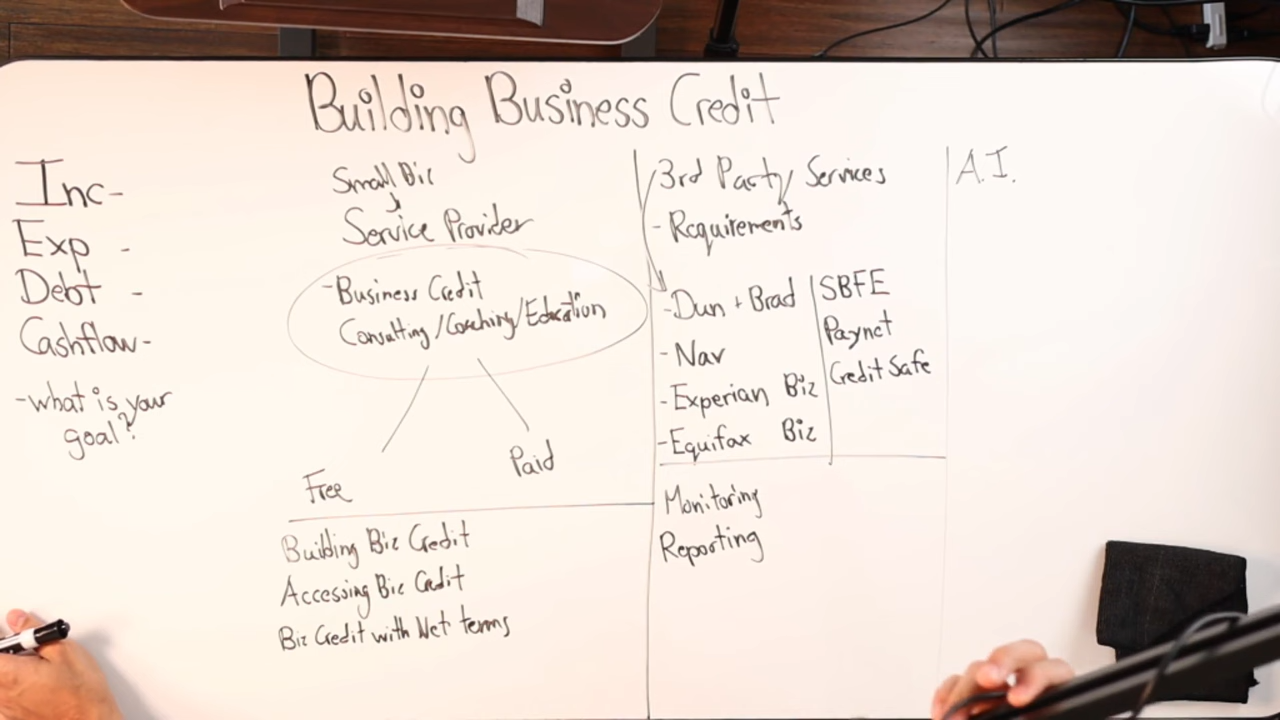 Building Business Credit
Inc-
Exp -
Debt -
Cashflow-
-what is your
goal?
Small Biz
Service Provider
-Business Credit
Consulting/Coaching/Education
Free
Paid
Building Biz Credit
Accessing Biz Credit
Biz Credit with Net terms
3rd Party Services
- Requirements
-Dun + Brad
- Nav
- Experian Biz
-Equifax Biz
SBFE
Paynet
Credit Safe
Monitoring
Reporting
A.I.